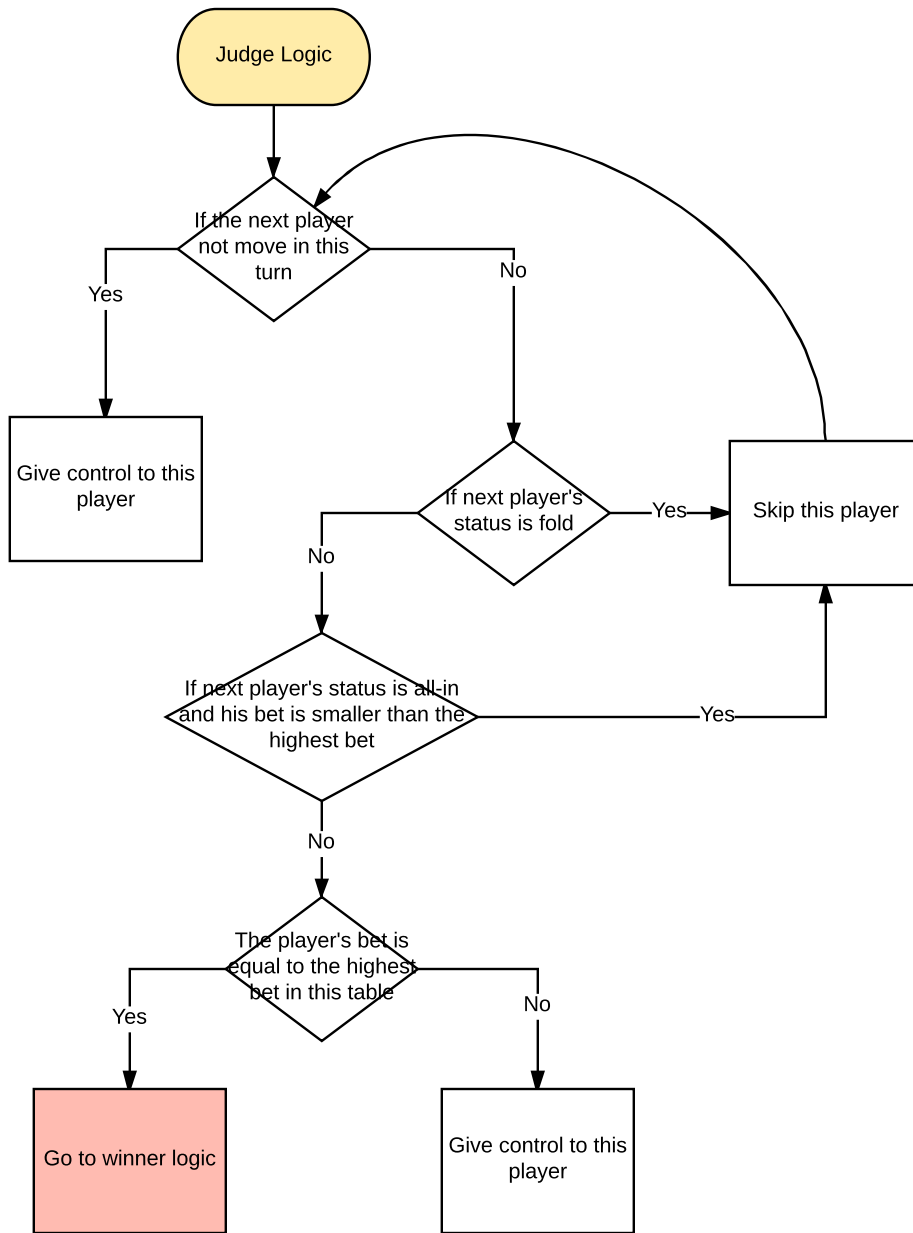 Judge Logic
If the next player
not move in this
turn
Yes
No
Give control to this
player
If next player's
status is fold
Yes
Skip this player
No
If next player's status is all-in
and his bet is smaller than the
highest bet
Yes
No
The player's bet is
equal to the highest
bet in this table
Yes
No
Go to winner logic
Give control to this
player